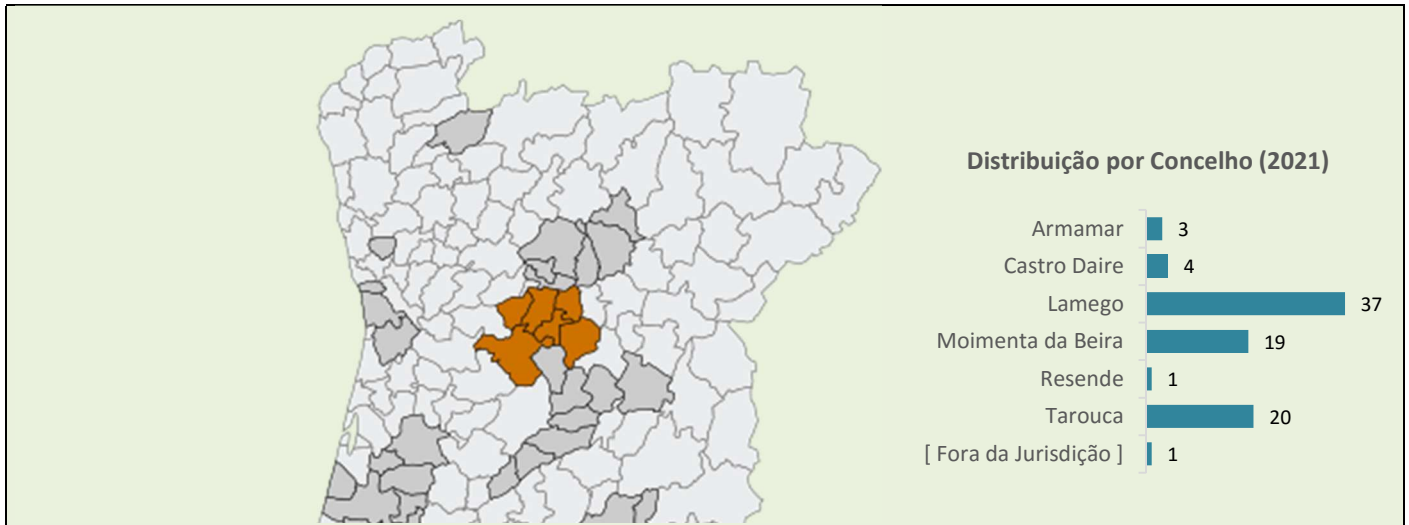 Distribuição por Concelho (2021)
Armamar 3
Castro Daire 4
Lamego 37
Moimenta da Beira 19
Resende 1
Tarouca 20
[ Fora da Jurisdição ] 1